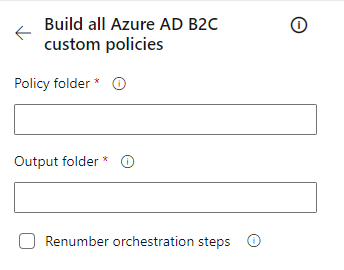 Build all Azure AD B2C
custom policies
Policy folder *
Output folder *
Renumber orchestration steps